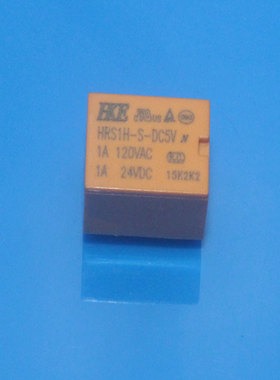 HKE
HRS1H-S-DC5V N
1A 120VAC
1A 24VDC 15K2K2